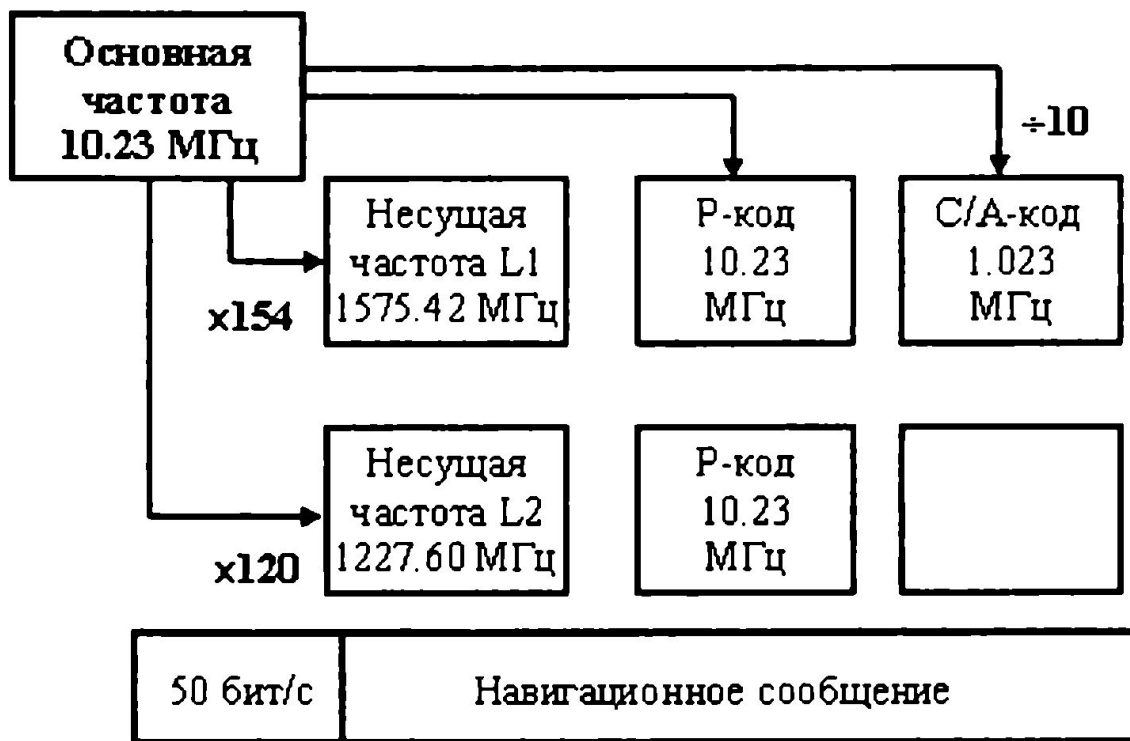 Основная
частота
10.23 МГц
÷10
Несущая
частота L1
1575.42 МГц
x154
P-код
10.23
МГц
C/A-код
1.023
МГц
Несущая
частота L2
1227.60 МГц
x120
P-код
10.23
МГц
50 бит/с
Навигационное сообщение